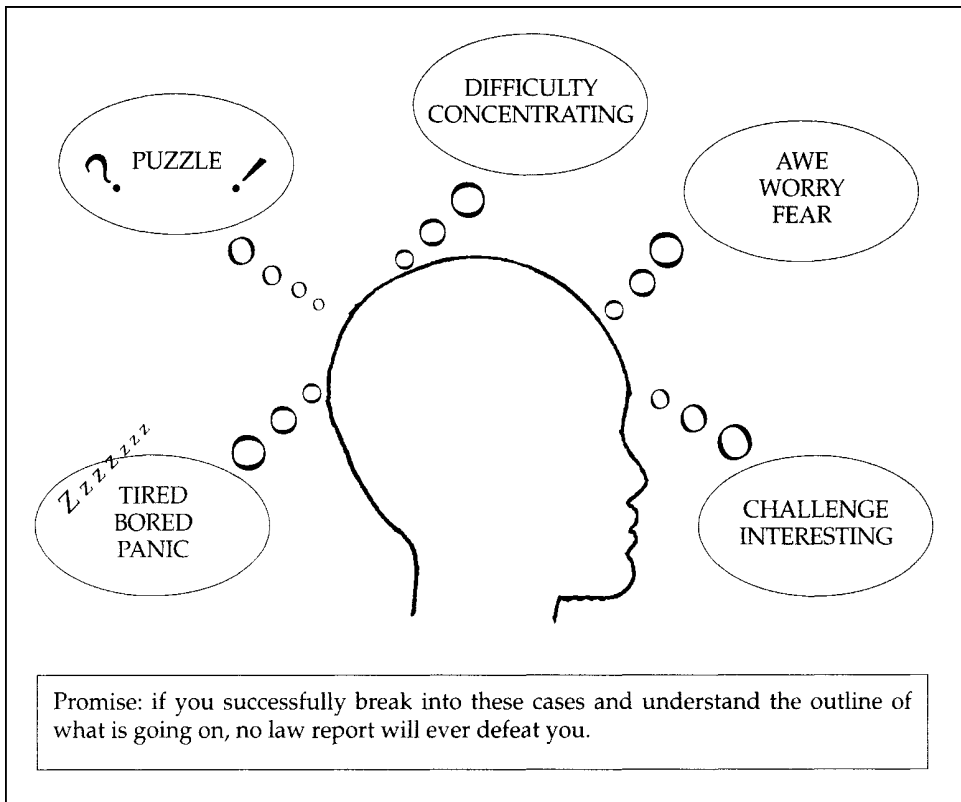 DIFFICULTY
CONCENTRATING
? PUZZLE !
AWE
WORRY
FEAR
Zzzzzzz
TIRED
BORED
PANIC
CHALLENGE
INTERESTING
Promise: if you successfully break into these cases and understand the outline of
what is going on, no law report will ever defeat you.